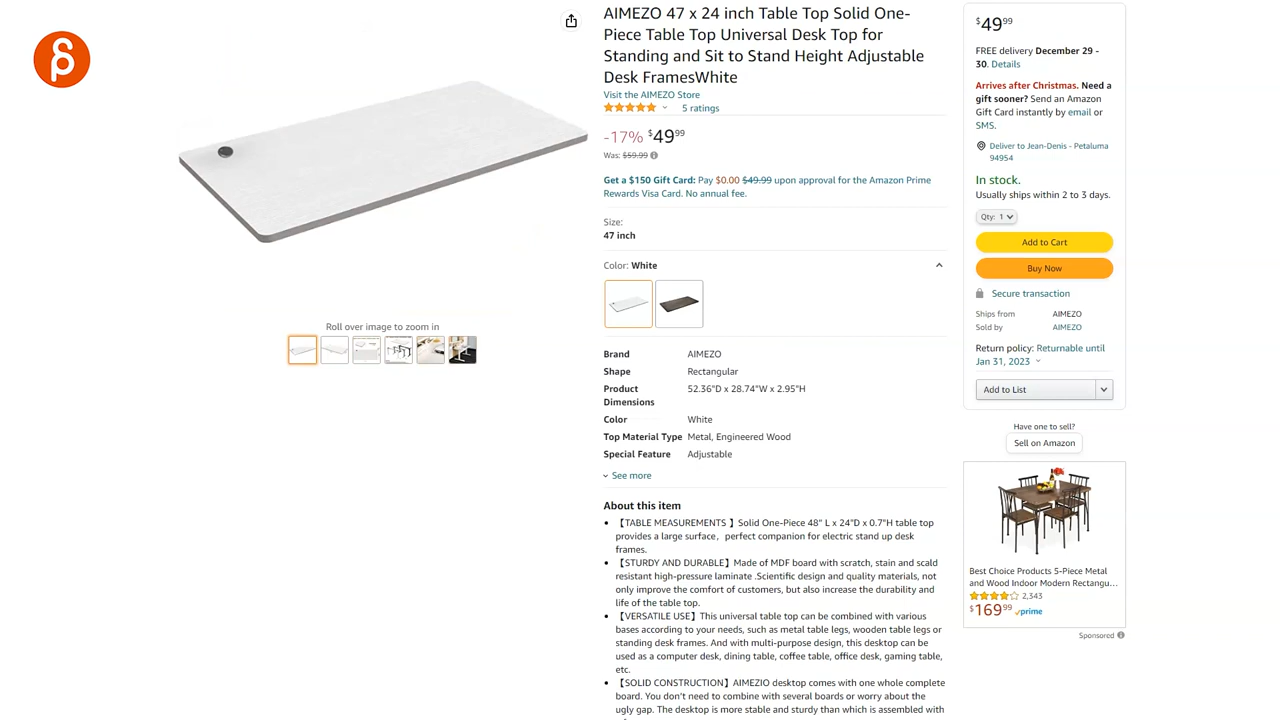 AIMEZO 47 x 24 inch Table Top Solid One-
Piece Table Top Universal Desk Top for
Standing and Sit to Stand Height Adjustable
Desk FramesWhite
Visit the AIMEZO Store
5 ratings
-17% $49⁹⁹
Was: $59.99
Get a $150 Gift Card: Pay $0.00 $49.99 upon approval for the Amazon Prime
Rewards Visa Card. No annual fee.
Size:
47 inch
Color: White
Roll over image to zoom in
Brand AIMEZO
Shape Rectangular
Product Dimensions 52.36"D x 28.74"W x 2.95"H
Color White
Top Material Type Metal, Engineered Wood
Special Feature Adjustable
See more
About this item
【TABLE MEASUREMENTS 】Solid One-Piece 48" L x 24"D x 0.7"H table top
provides a large surface，perfect companion for electric stand up desk
frames.
【STURDY AND DURABLE】Made of MDF board with scratch, stain and scald
resistant high-pressure laminate .Scientific design and quality materials, not
only improve the comfort of customers, but also increase the durability and
life of the table top.
【VERSATILE USE】This universal table top can be combined with various
bases according to your needs, such as metal table legs, wooden table legs or
standing desk frames. And with multi-purpose design, this desktop can be
used as a computer desk, dining table, coffee table, office desk, gaming table,
etc.
【SOLID CONSTRUCTION】AIMEZIO desktop comes with one whole complete
board. You don't need to combine with several boards or worry about the
ugly gap. The desktop is more stable and sturdy than which is assembled with
$49⁹⁹
FREE delivery December 29 -
30. Details
Arrives after Christmas. Need a
gift sooner? Send an Amazon
Gift Card instantly by email or
SMS.
Deliver to Jean-Denis - Petaluma
94954
In stock.
Usually ships within 2 to 3 days.
Qty: 1
Add to Cart
Buy Now
Secure transaction
Ships from AIMEZO
Sold by AIMEZO
Return policy: Returnable until
Jan 31, 2023
Add to List
Have one to sell?
Sell on Amazon
Best Choice Products 5-Piece Metal
and Wood Indoor Modern Rectangu...
2,343
$169⁹⁹ prime
Sponsored